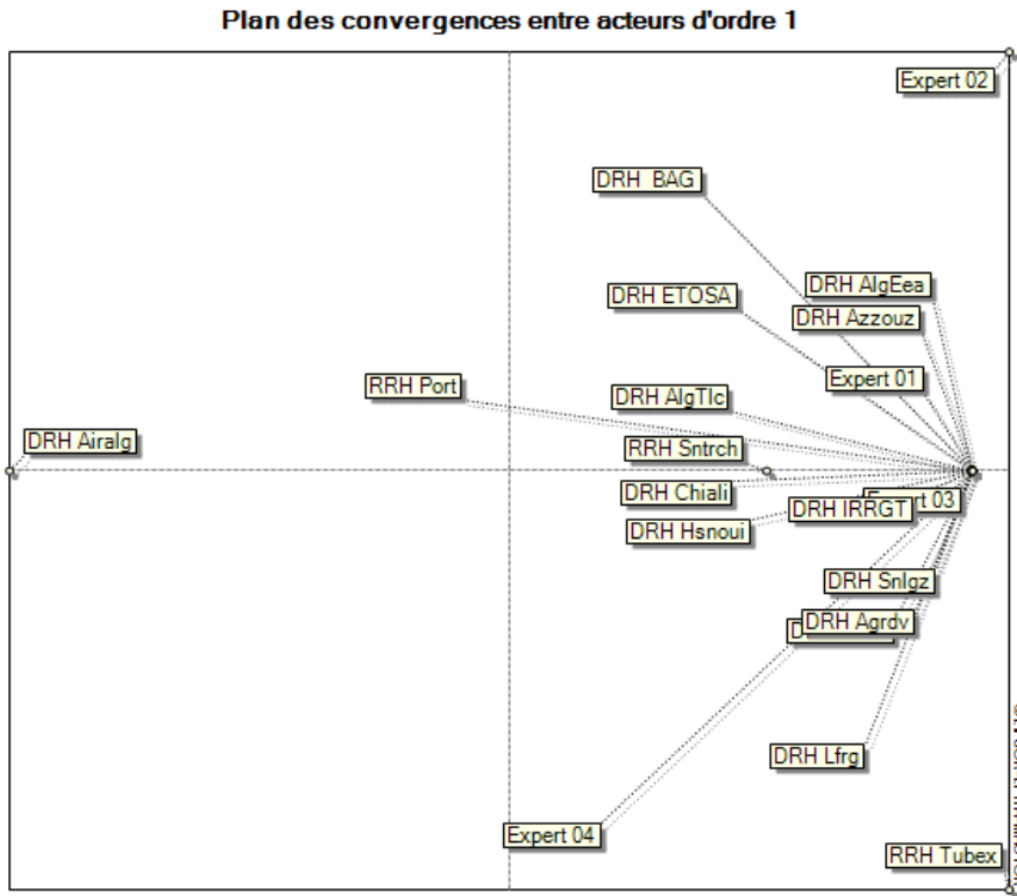 Plan des convergences entre acteurs d'ordre 1
Expert 02
DRH BAG
DRH AlgEea
DRH ETOSA
DRH Azzouz
Expert 01
RRH Port
DRH AlgTlc
DRH Airalg
RRH Sntrch
DRH Chiali
03
DRH IRRGT
DRH Hsnoui
DRH Snlgz
DRH Agrdv
DRH Lfrg
Expert 04
RRH Tubex